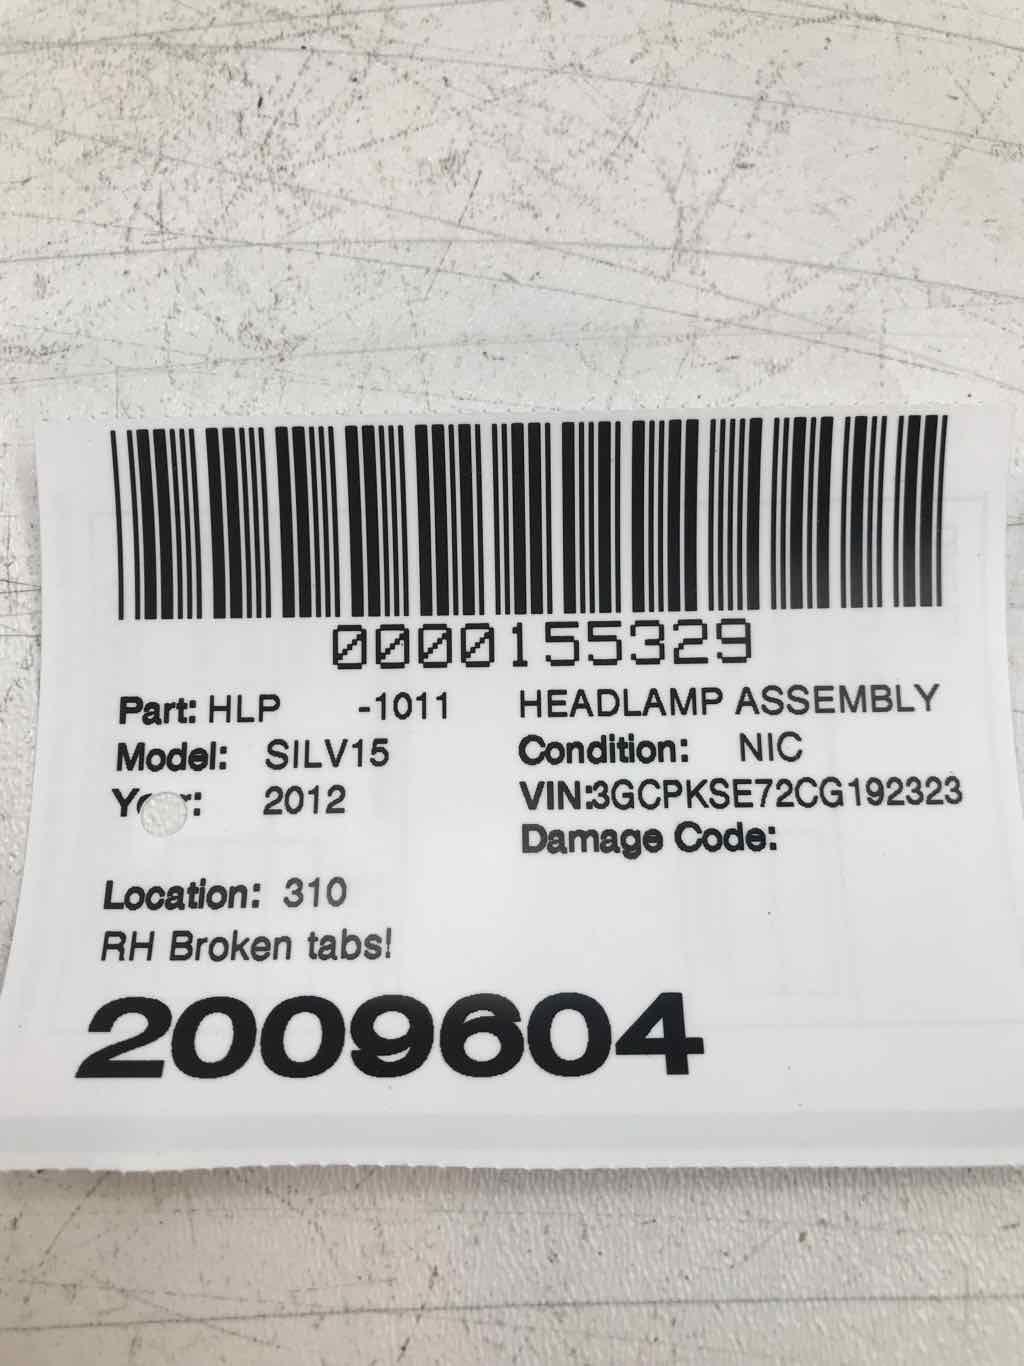 0000155329
Part: HLP -1011 HEADLAMP ASSEMBLY
Model: SILV15 Condition: NIC
Year: 2012 VIN:3GCPKSE72CG192323
Damage Code:
Location: 310
RH Broken tabs!
2009604